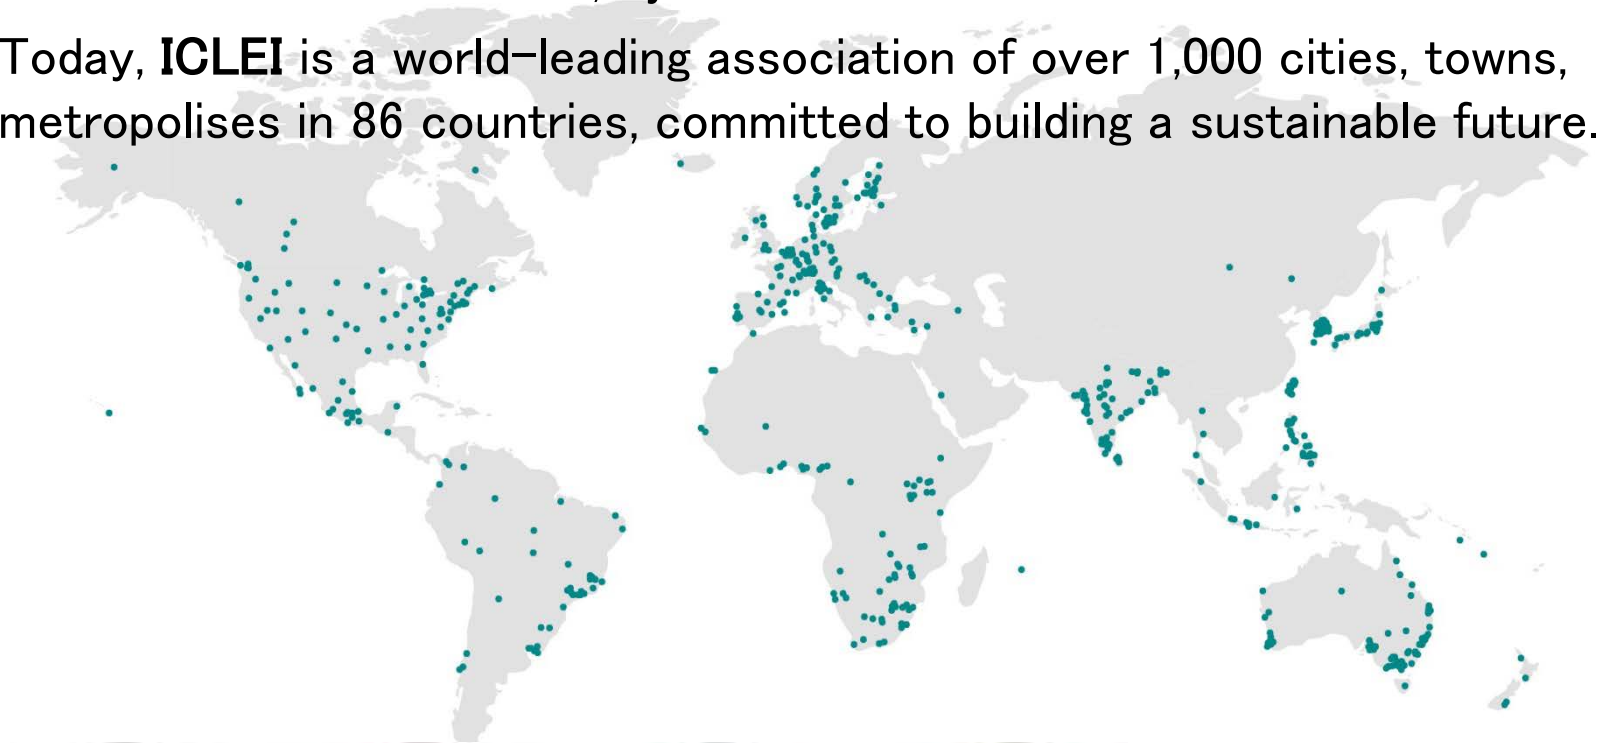 Today, ICLEI is a world-leading association of over 1,000 cities, towns,
metropolises in 86 countries, committed to building a sustainable future.